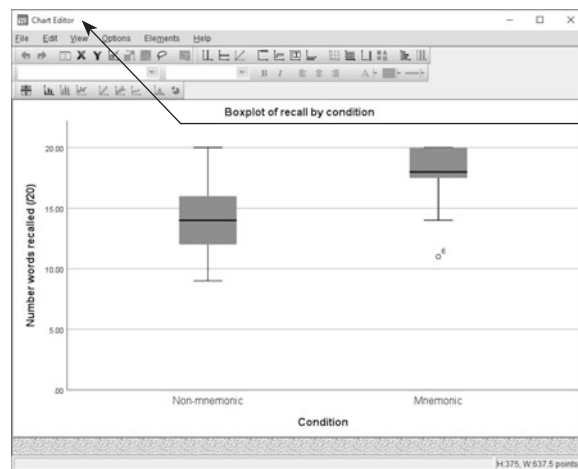 Chart Editor
File Edit View Options Elements Help
X Y
B I A
Boxplot of recall by condition
Number words recalled (/20)
20.00
15.00
10.00
5.00
.00
6
Non-mnemonic Mnemonic
Condition
H:375, W:637.5 points